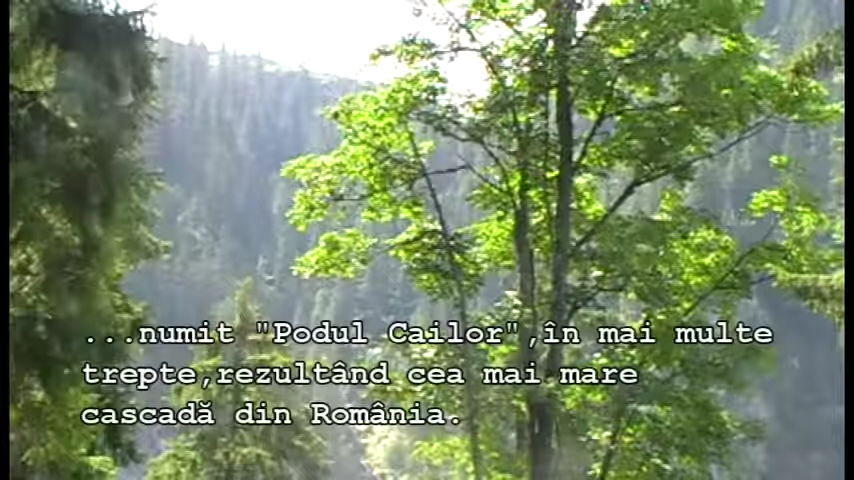 ...numit "Podul Cailor",în mai multe
trepte,rezultând cea mai mare
cascadă din România.